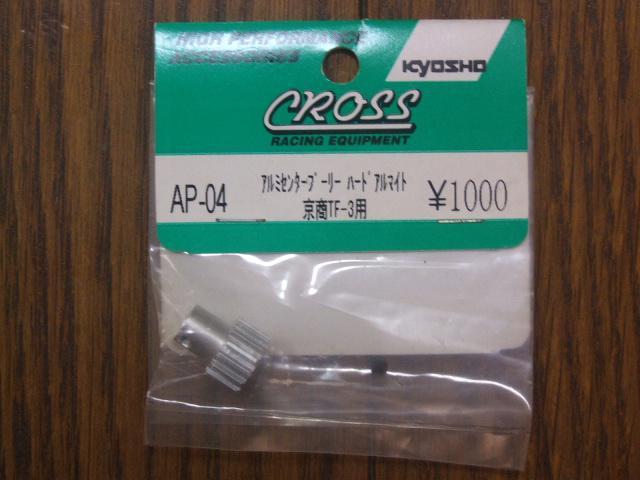 HIGH PERFORMANCE
ACCESSORIES
KYOSHO
CROSS
RACING EQUIPMENT
AP-04
アルミセンタープーリー ハードアルマイト
京商TF-3用
¥1000